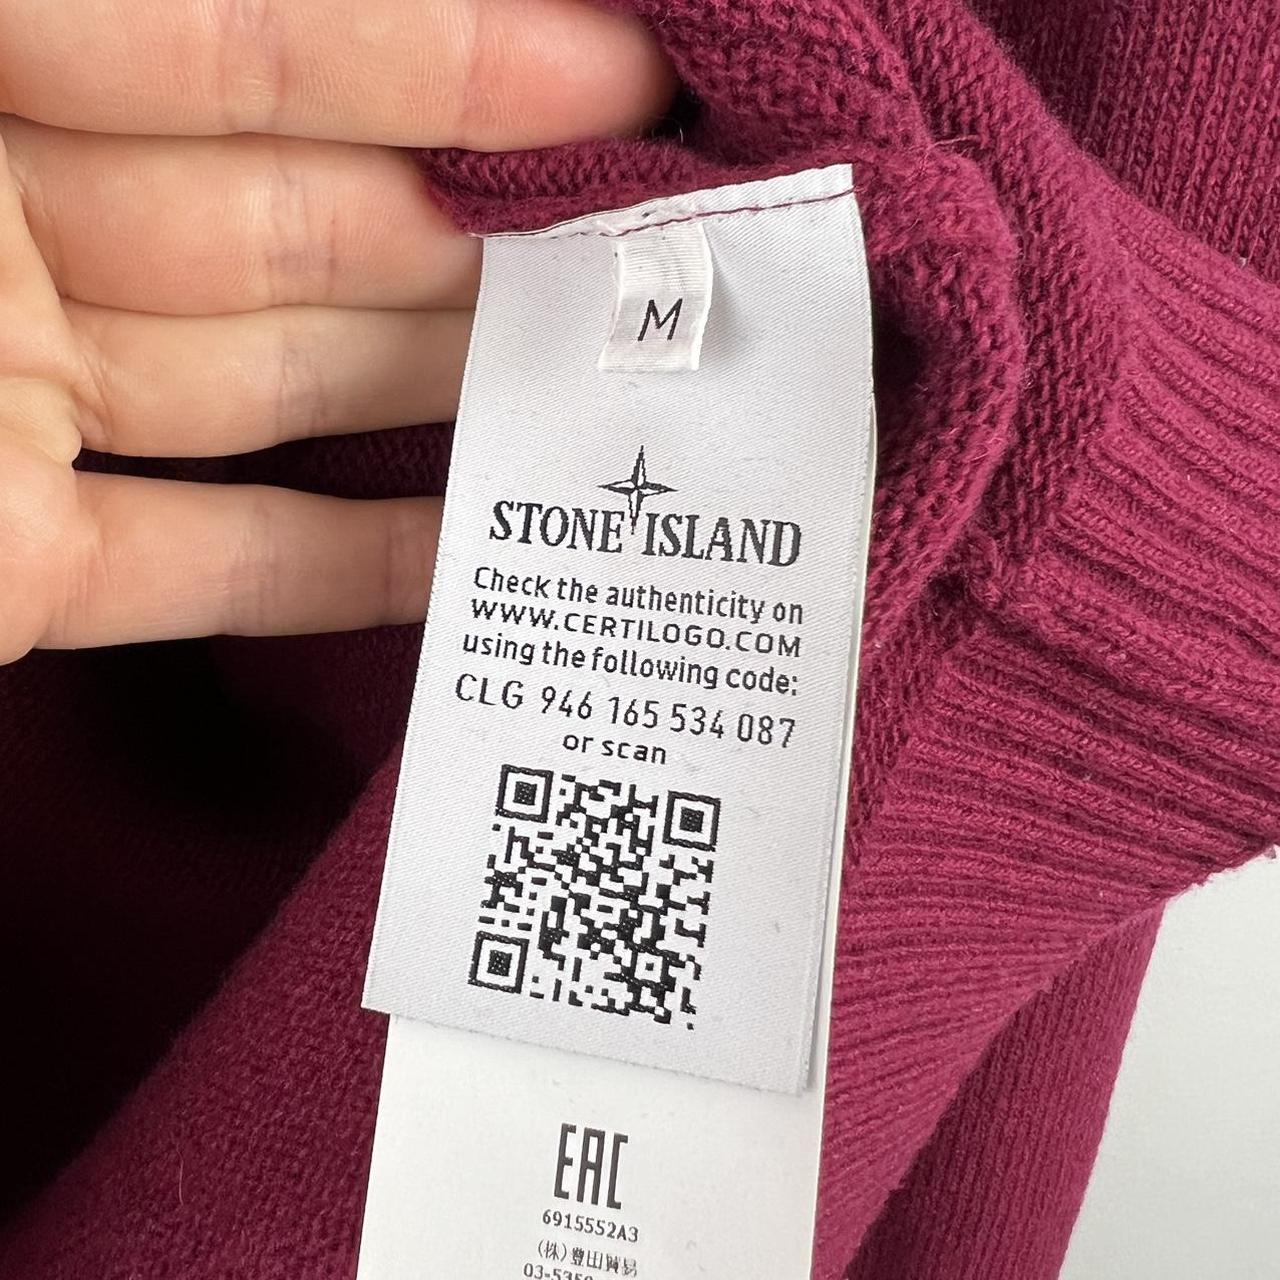 M
STONE ISLAND
Check the authenticity on
WWW.CERTILOGO.COM
using the following code:
CLG 946 165 534 087
or scan
EAC
6915552A3
(株)豊田貿易